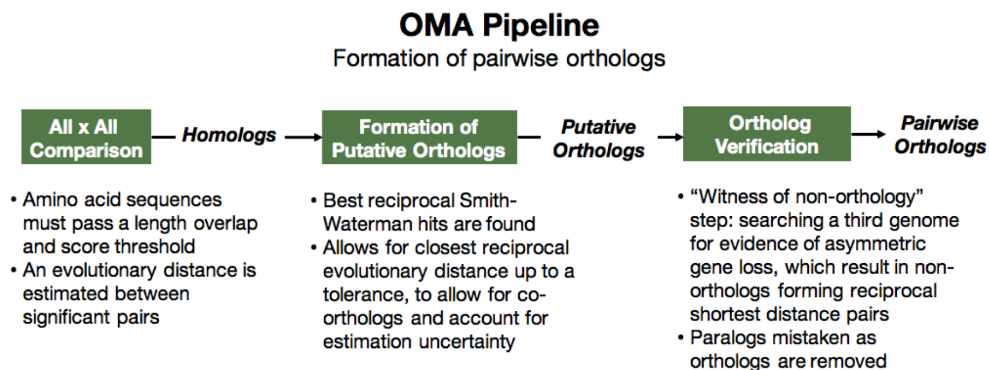 OMA Pipeline
Formation of pairwise orthologs
All x All
Comparison
Homologs
Formation of
Putative Orthologs
Putative
Orthologs
Ortholog
Verification
Pairwise
Orthologs
• Amino acid sequences
must pass a length overlap
and score threshold
• An evolutionary distance is
estimated between
significant pairs
• Best reciprocal Smith-
Waterman hits are found
• Allows for closest reciprocal
evolutionary distance up to a
tolerance, to allow for co-
orthologs and account for
estimation uncertainty
• “Witness of non-orthology”
step: searching a third genome
for evidence of asymmetric
gene loss, which result in non-
orthologs forming reciprocal
shortest distance pairs
• Paralogs mistaken as
orthologs are removed